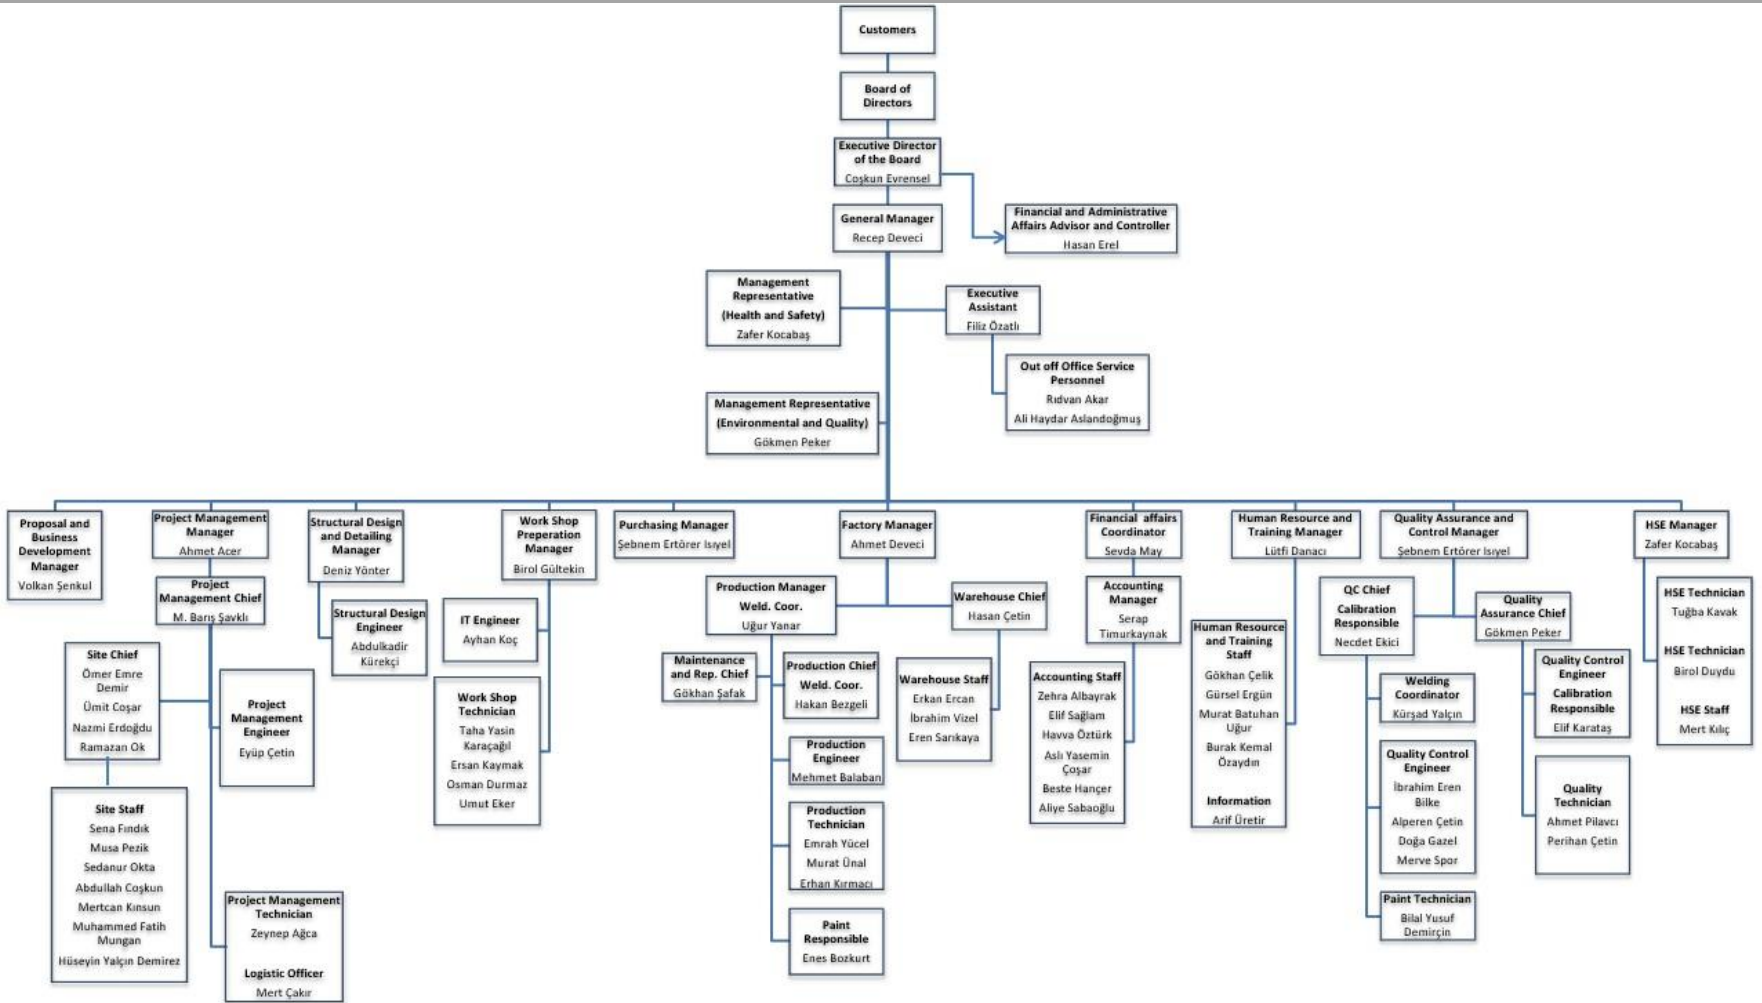 Customers
Board of
Directors
Executive Director
of the Board
Coşkun Evrensel
General Manager
Recep Deveci
Financial and Administrative
Affairs Advisor and Controller
Hasan Erel
Management
Representative
(Health and Safety)
Zafer Kocabaş
Executive
Assistant
Filiz Özatlı
Out off Office Service
Personnel
Rıdvan Akar
Ali Haydar Aslandoğmuş
Management Representative
(Environmental and Quality)
Gökmen Peker
Proposal and
Business
Development
Manager
Volkan Şenkul
Project Management
Manager
Ahmet Acer
Project
Management Chief
M. Barış Şavklı
Site Chief
Ömer Emre
Demir
Ümit Coşar
Nazmi Erdoğdu
Ramazan Ok
Site Staff
Sena Fındık
Musa Pezik
Sedanur Okta
Abdullah Coşkun
Mertcan Kınsun
Muhammed Fatih
Mungan
Hüseyin Yalçın Demirez
Project
Management
Engineer
Eyüp Çetin
Project Management
Technician
Zeynep Ağca
Logistic Officer
Mert Çakır
Structural Design
and Detailing
Manager
Deniz Yönter
Structural Design
Engineer
Abdulkadir
Kürekçi
Work Shop
Preperation
Manager
Birol Gültekin
IT Engineer
Ayhan Koç
Work Shop
Technician
Taha Yasin
Karaçağıl
Ersan Kaymak
Osman Durmaz
Umut Eker
Purchasing Manager
Şebnem Ertörer Isıyel
Factory Manager
Ahmet Deveci
Production Manager
Weld. Coor.
Uğur Yanar
Maintenance
and Rep. Chief
Gökhan Şafak
Production Chief
Weld. Coor.
Hakan Bezgeli
Production
Engineer
Mehmet Balaban
Production
Technician
Emrah Yücel
Murat Ünal
Erhan Kırmacı
Paint
Responsible
Enes Bozkurt
Warehouse Chief
Hasan Çetin
Warehouse Staff
Erkan Ercan
İbrahim Vizel
Eren Sarıkaya
Financial affairs
Coordinator
Sevda May
Accounting
Manager
Serap
Timurkaynak
Accounting Staff
Zehra Albayrak
Elif Sağlam
Havva Öztürk
Aslı Yasemin
Çoşar
Beste Hançer
Aliye Sabaoğlu
Human Resource and
Training Manager
Lütfi Danacı
Human Resource
and Training
Staff
Gökhan Çelik
Gürsel Ergün
Murat Batuhan
Uğur
Burak Kemal
Özaydın
Information
Arif Üretir
Quality Assurance and
Control Manager
Şebnem Ertörer Isıyel
QC Chief
Calibration
Responsible
Necdet Ekici
Welding
Coordinator
Kürşad Yalçın
Quality Control
Engineer
İbrahim Eren
Bilke
Alperen Çetin
Doğa Gazel
Merve Spor
Paint Technician
Bilal Yusuf
Demirçin
Quality
Assurance Chief
Gökmen Peker
Quality Control
Engineer
Calibration
Responsible
Elif Karataş
Quality
Technician
Ahmet Pilavcı
Perihan Çetin
HSE Manager
Zafer Kocabaş
HSE Technician
Tuğba Kavak
HSE Technician
Birol Duydu
HSE Staff
Mert Kılıç